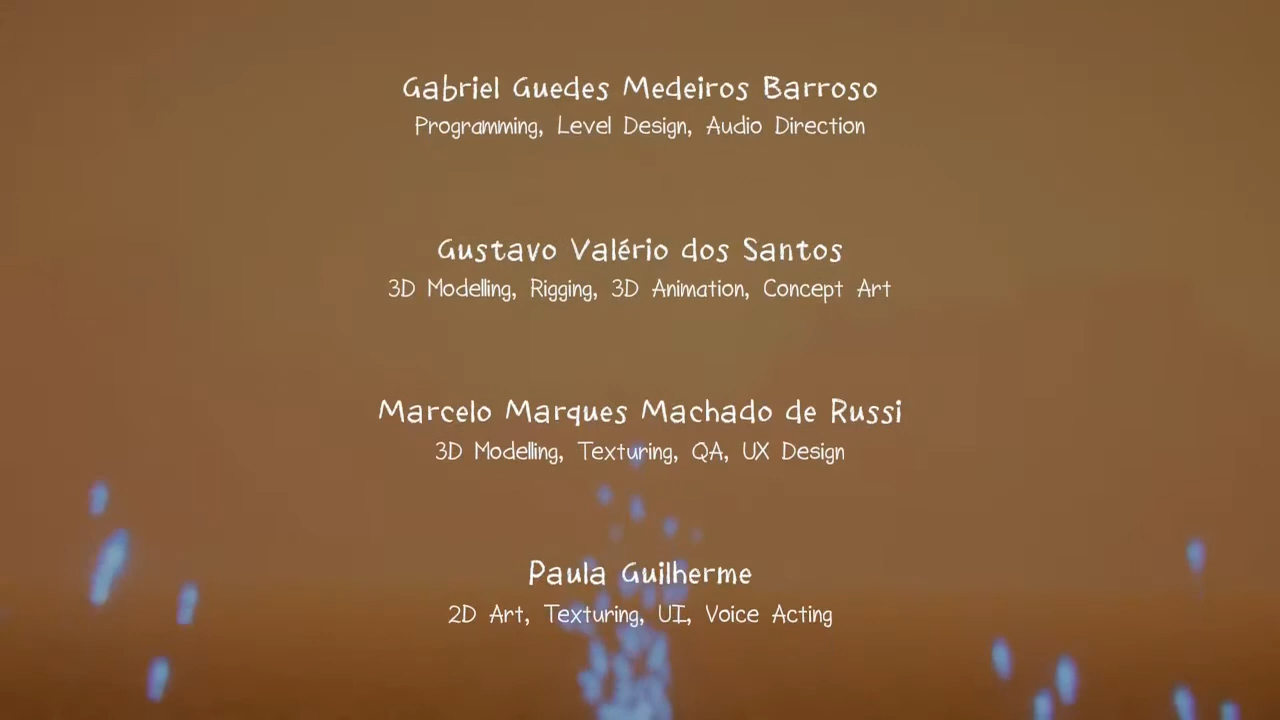 Gabriel Guedes Medeiros Barroso
Programming, Level Design, Audio Direction
Gustavo Valério dos Santos
3D Modelling, Rigging, 3D Animation, Concept Art
Marcelo Marques Machado de Russi
3D Modelling, Texturing, QA, UX Design
Paula Guilherme
2D Art, Texturing, UI, Voice Acting